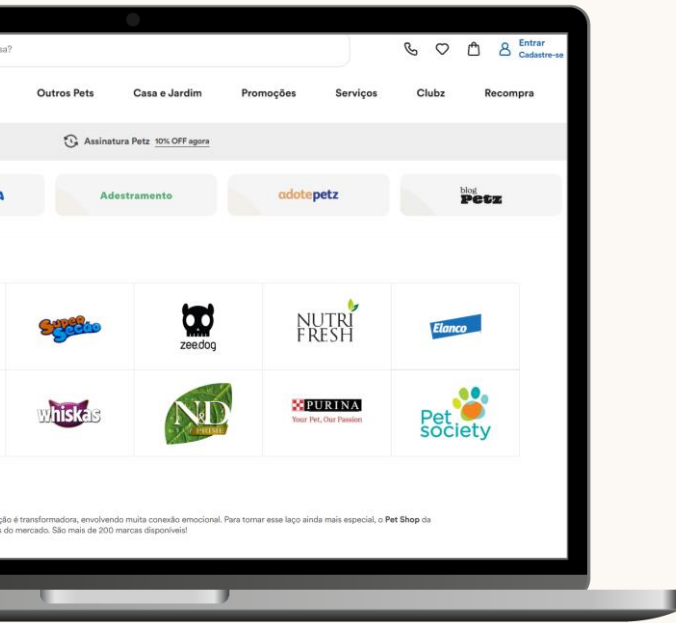 sa?
Entrar
Cadastre-se
Outros Pets Casa e Jardim Promoções Serviços Clubz Recompra
Assinatura Petz 10% OFF agora
Adestramento adotepetz blog
Petz
Super
Secão
zee.dog
NUTRÍ
FRESH
Elanco
whiskas
N&D
PRIME
PURINA
Your Pet, Our Passion
Pet
society
ção é transformadora, envolvendo muita conexão emocional. Para tornar esse laço ainda mais especial, o Pet Shop da
s do mercado. São mais de 200 marcas disponíveis!